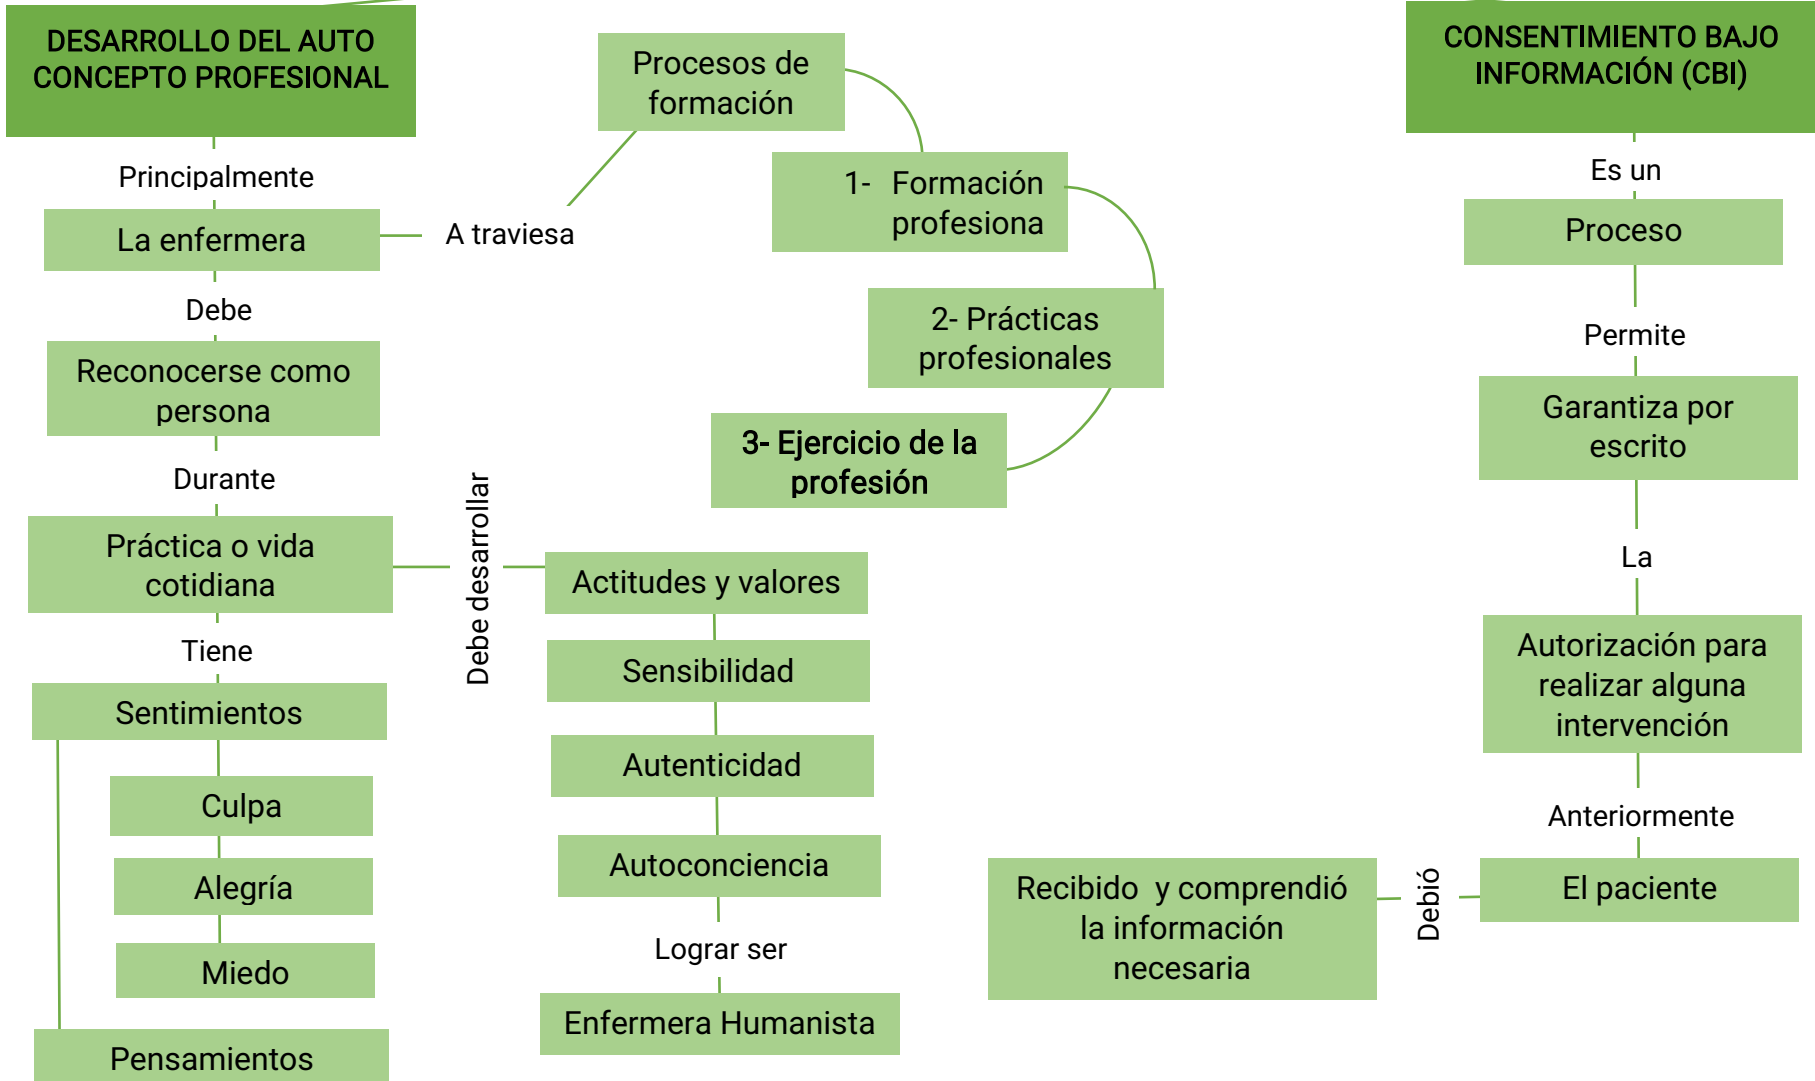 DESARROLLO DEL AUTO
CONCEPTO PROFESIONAL
Principalmente
La enfermera
Debe
Reconocerse como
persona
Durante
Práctica o vida
cotidiana
Tiene
Sentimientos
Culpa
Alegría
Miedo
Pensamientos
A traviesa
Procesos de
formación
1- Formación
profesiona
2- Prácticas
profesionales
3- Ejercicio de la
profesión
Debe desarrollar
Actitudes y valores
Sensibilidad
Autenticidad
Autoconciencia
Lograr ser
Enfermera Humanista
CONSENTIMIENTO BAJO
INFORMACIÓN (CBI)
Es un
Proceso
Permite
Garantiza por
escrito
La
Autorización para
realizar alguna
intervención
Anteriormente
El paciente
Debió
Recibido y comprendió
la información
necesaria